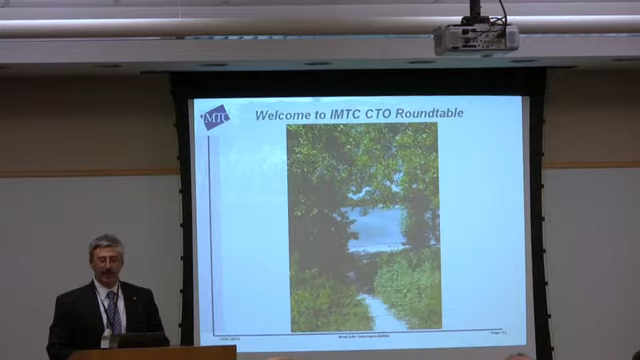 IMTC
Welcome to IMTC CTO Roundtable
Real Life Interoperability